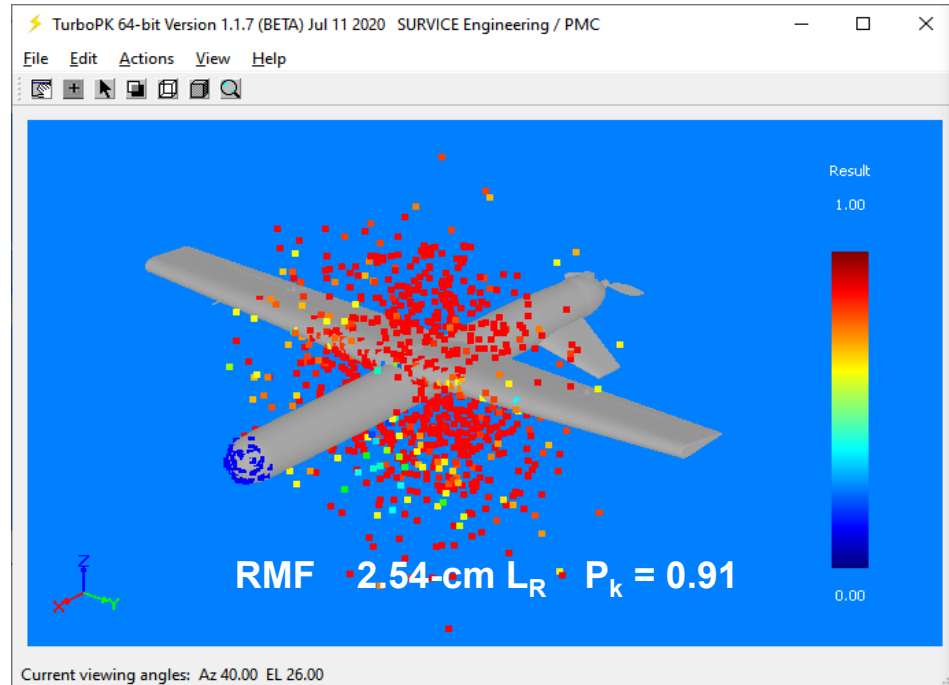 TurboPK 64-bit Version 1.1.7 (BETA) Jul 11 2020 SURVICE Engineering / PMC
File Edit Actions View Help
Result
1.00
Z
X Y
RMF 2.54-cm L_R P_k = 0.91
0.00
Current viewing angles: Az 40.00 EL 26.00